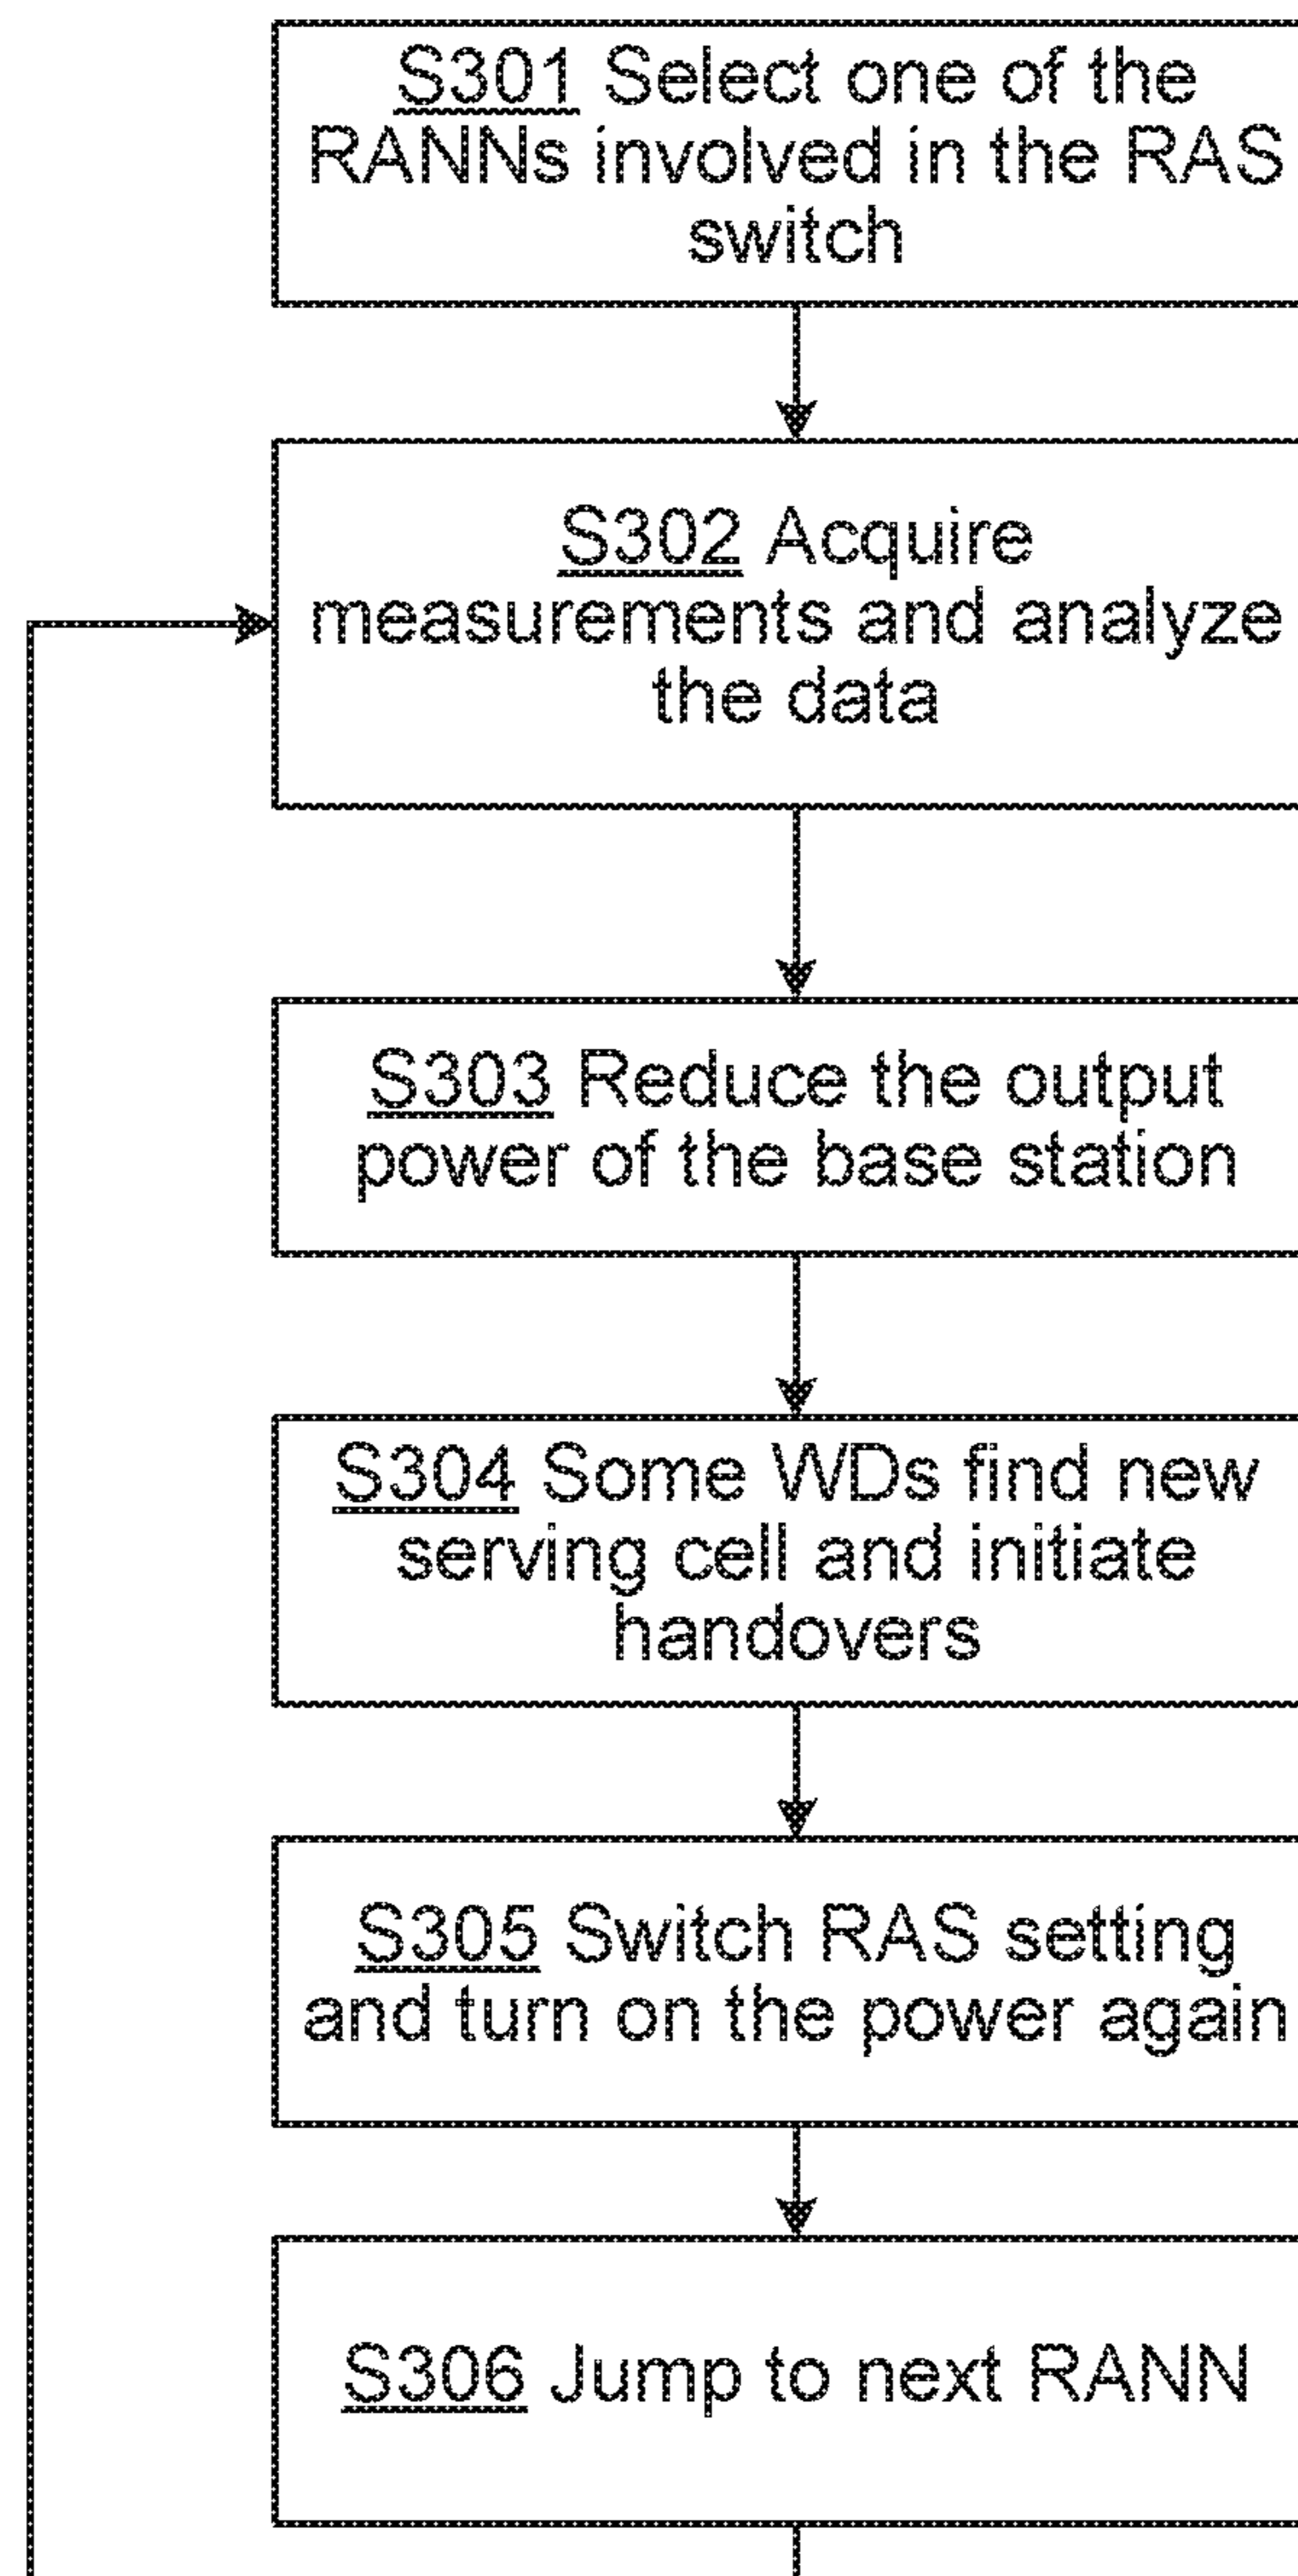 S301 Select one of the
RANNs involved in the RAS
switch
S302 Acquire
measurements and analyze
the data
S303 Reduce the output
power of the base station
S304 Some WDs find new
serving cell and initiate
handovers
S305 Switch RAS setting
and turn on the power again
S306 Jump to next RANN